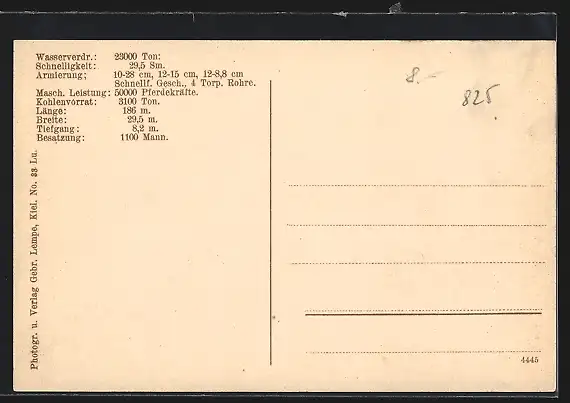 Wasserverdr.: 23000 Ton:
Schnelligkeit: 29,5 Sm.
Armierung; 10-28 cm, 12-15 cm, 12-8,8 cm
Schnellf. Gesch., 4 Torp. Rohre.
Masch. Leistung: 50000 Pferdekräfte.
Kohlenvorrat: 3100 Ton.
Länge: 186 m.
Breite: 29,5 m.
Tiefgang: 8,2 m.
Besatzung: 1100 Mann.
Photogr. u. Verlag Gebr. Lempe, Kiel. No. 33 Lu.
8.-
825
4445